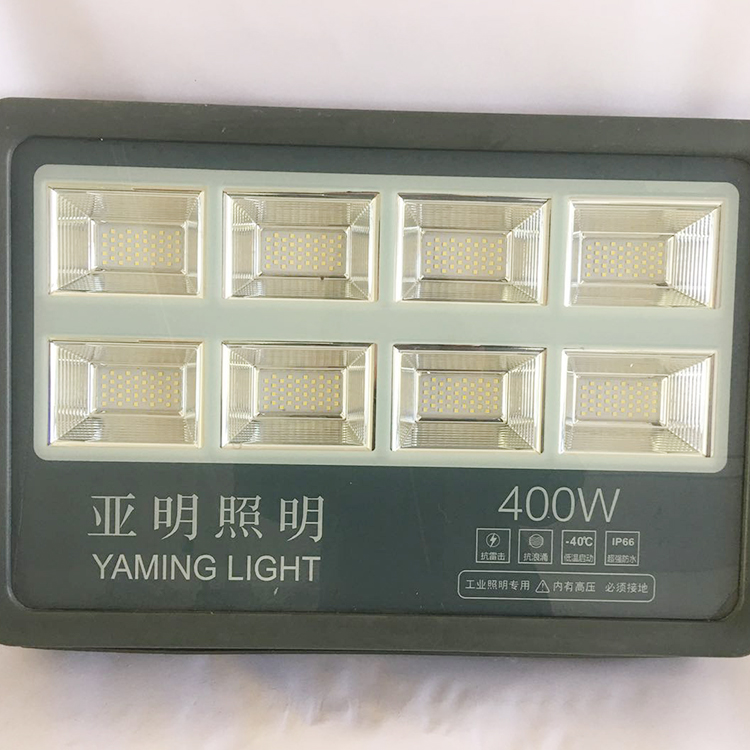 亚明照明
YAMING LIGHT
400W
-40℃ IP66
抗雷击 抗浪涌 低温启动 超强防水
工业照明专用 内有高压 必须接地